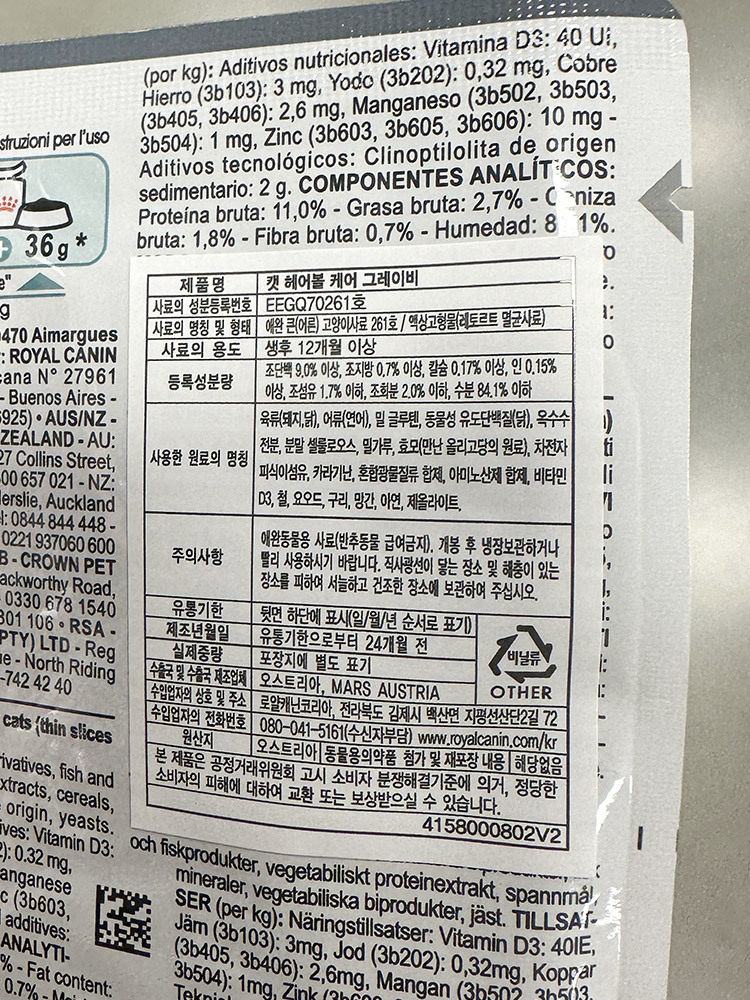 (por kg): Aditivos nutricionales: Vitamina D3: 40 UI,
Hierro (3b103): 3 mg, Yodo (3b202): 0,32 mg, Cobre
(3b405, 3b406): 2,6 mg, Manganeso (3b502, 3b503,
3b504): 1 mg, Zinc (3b603, 3b605, 3b606): 10 mg -
Aditivos tecnológicos: Clinoptilolita de origen
sedimentario: 2 g. COMPONENTES ANALÍTICOS:
Proteína bruta: 11,0% - Grasa bruta: 2,7% - Ceniza
bruta: 1,8% - Fibra bruta: 0,7% - Humedad: 81%.
struzioni per l'uso
+ 36g*
e"
g
470 Aimargues
: ROYAL CANIN
cana N° 27961
- Buenos Aires -
6925) • AUS/NZ -
ZEALAND - AU:
27 Collins Street,
00 657 021 - NZ:
lerslie, Auckland
el: 0844 844 448 -
0221 937060 600
B - CROWN PET
ackworthy Road,
0330 678 1540
301 106 • RSA -
PTY) LTD - Reg
ue - North Riding
-742 42 40
cats (thin slices
rivatives, fish and
xtracts, cereals,
origin, yeasts.
ives: Vitamin D3:
2): 0.32 mg,
anganese
c (3b603,
l additives:
ANALYTI-
% - Fat content:
0.7% -
제품명 캣 헤어볼 케어 그레이비
사료의 성분등록번호 EEGQ70261호
사료의 명칭 및 형태 애완 큰(어른) 고양이사료 261호 / 액상고형물(레토르트 멸균사료)
사료의 용도 생후 12개월 이상
등록성분량 조단백 9.0% 이상, 조지방 0.7% 이상, 칼슘 0.17% 이상, 인 0.15%
이상, 조섬유 1.7% 이하, 조회분 2.0% 이하, 수분 84.1% 이하
사용한 원료의 명칭 육류(돼지,닭), 어류(연어), 밀 글루텐, 동물성 유도단백질(닭), 옥수수
전분, 분말 셀룰로오스, 밀가루, 효모(만난 올리고당의 원료), 차전자
피식이섬유, 카라기난, 혼합광물질류 합제, 아미노산제 합제, 비타민
D3, 철, 요오드, 구리, 망간, 아연, 제올라이트.
주의사항 애완동물용 사료(반추동물 급여금지). 개봉 후 냉장보관하거나
빨리 사용하시기 바랍니다. 직사광선이 닿는 장소 및 해충이 있는
장소를 피하여 서늘하고 건조한 장소에 보관하여 주십시오.
유통기한 뒷면 하단에 표시(일/월/년 순서로 표기)
제조년월일 유통기한으로부터 24개월 전
실제중량 포장지에 별도 표기
비닐류
OTHER
수출국 및 수출국 제조업체 오스트리아, MARS AUSTRIA
수입업자의 상호 및 주소 로얄캐닌코리아, 전라북도 김제시 백산면 지평선산단2길 72
수입업자의 전화번호 080-041-5161(수신자부담) www.royalcanin.com/kr
원산지 오스트리아 동물용의약품 첨가 및 재포장 내용 해당없음
본 제품은 공정거래위원회 고시 소비자 분쟁해결기준에 의거, 정당한
소비자의 피해에 대하여 교환 또는 보상받으실 수 있습니다.
4158000802V2
och fiskprodukter, vegetabiliskt proteinextrakt, spannmål,
mineraler, vegetabiliska biprodukter, jäst. TILLSAT-
SER (per kg): Näringstillsatser: Vitamin D3: 40IE,
Järn (3b103): 3mg, Jod (3b202): 0,32mg, Koppar
(3b405, 3b406): 2,6mg, Mangan (3b502, 3b503,
3b504): 1mg, Zink